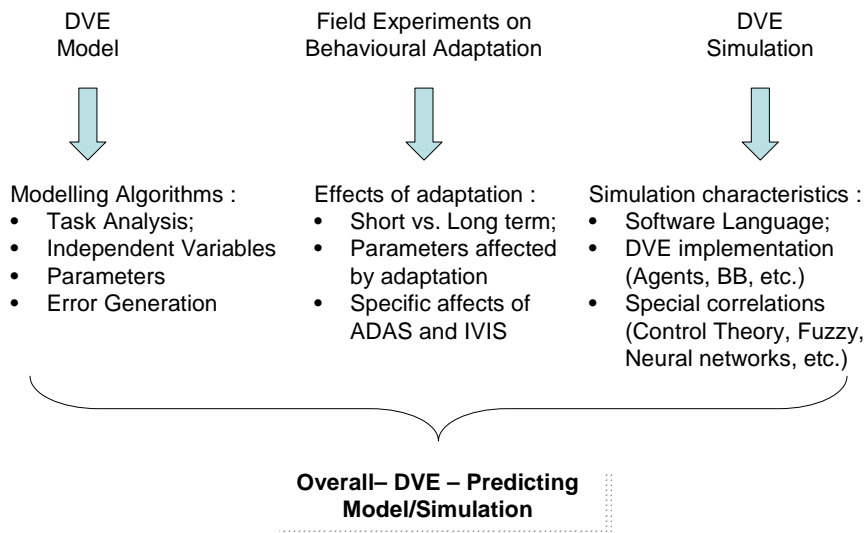 DVE
Model
Field Experiments on
Behavioural Adaptation
DVE
Simulation
Modelling Algorithms :
• Task Analysis;
• Independent Variables
• Parameters
• Error Generation
Effects of adaptation :
• Short vs. Long term;
• Parameters affected
by adaptation
• Specific affects of
ADAS and IVIS
Simulation characteristics :
• Software Language;
• DVE implementation
(Agents, BB, etc.)
• Special correlations
(Control Theory, Fuzzy,
Neural networks, etc.)
Overall– DVE – Predicting
Model/Simulation